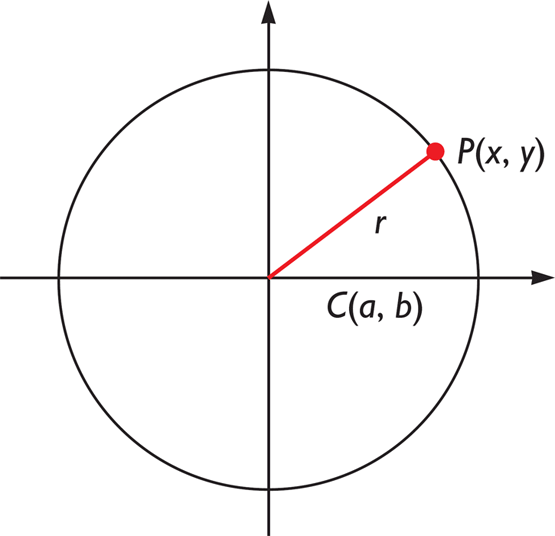 P(x, y)
r
C(a, b)